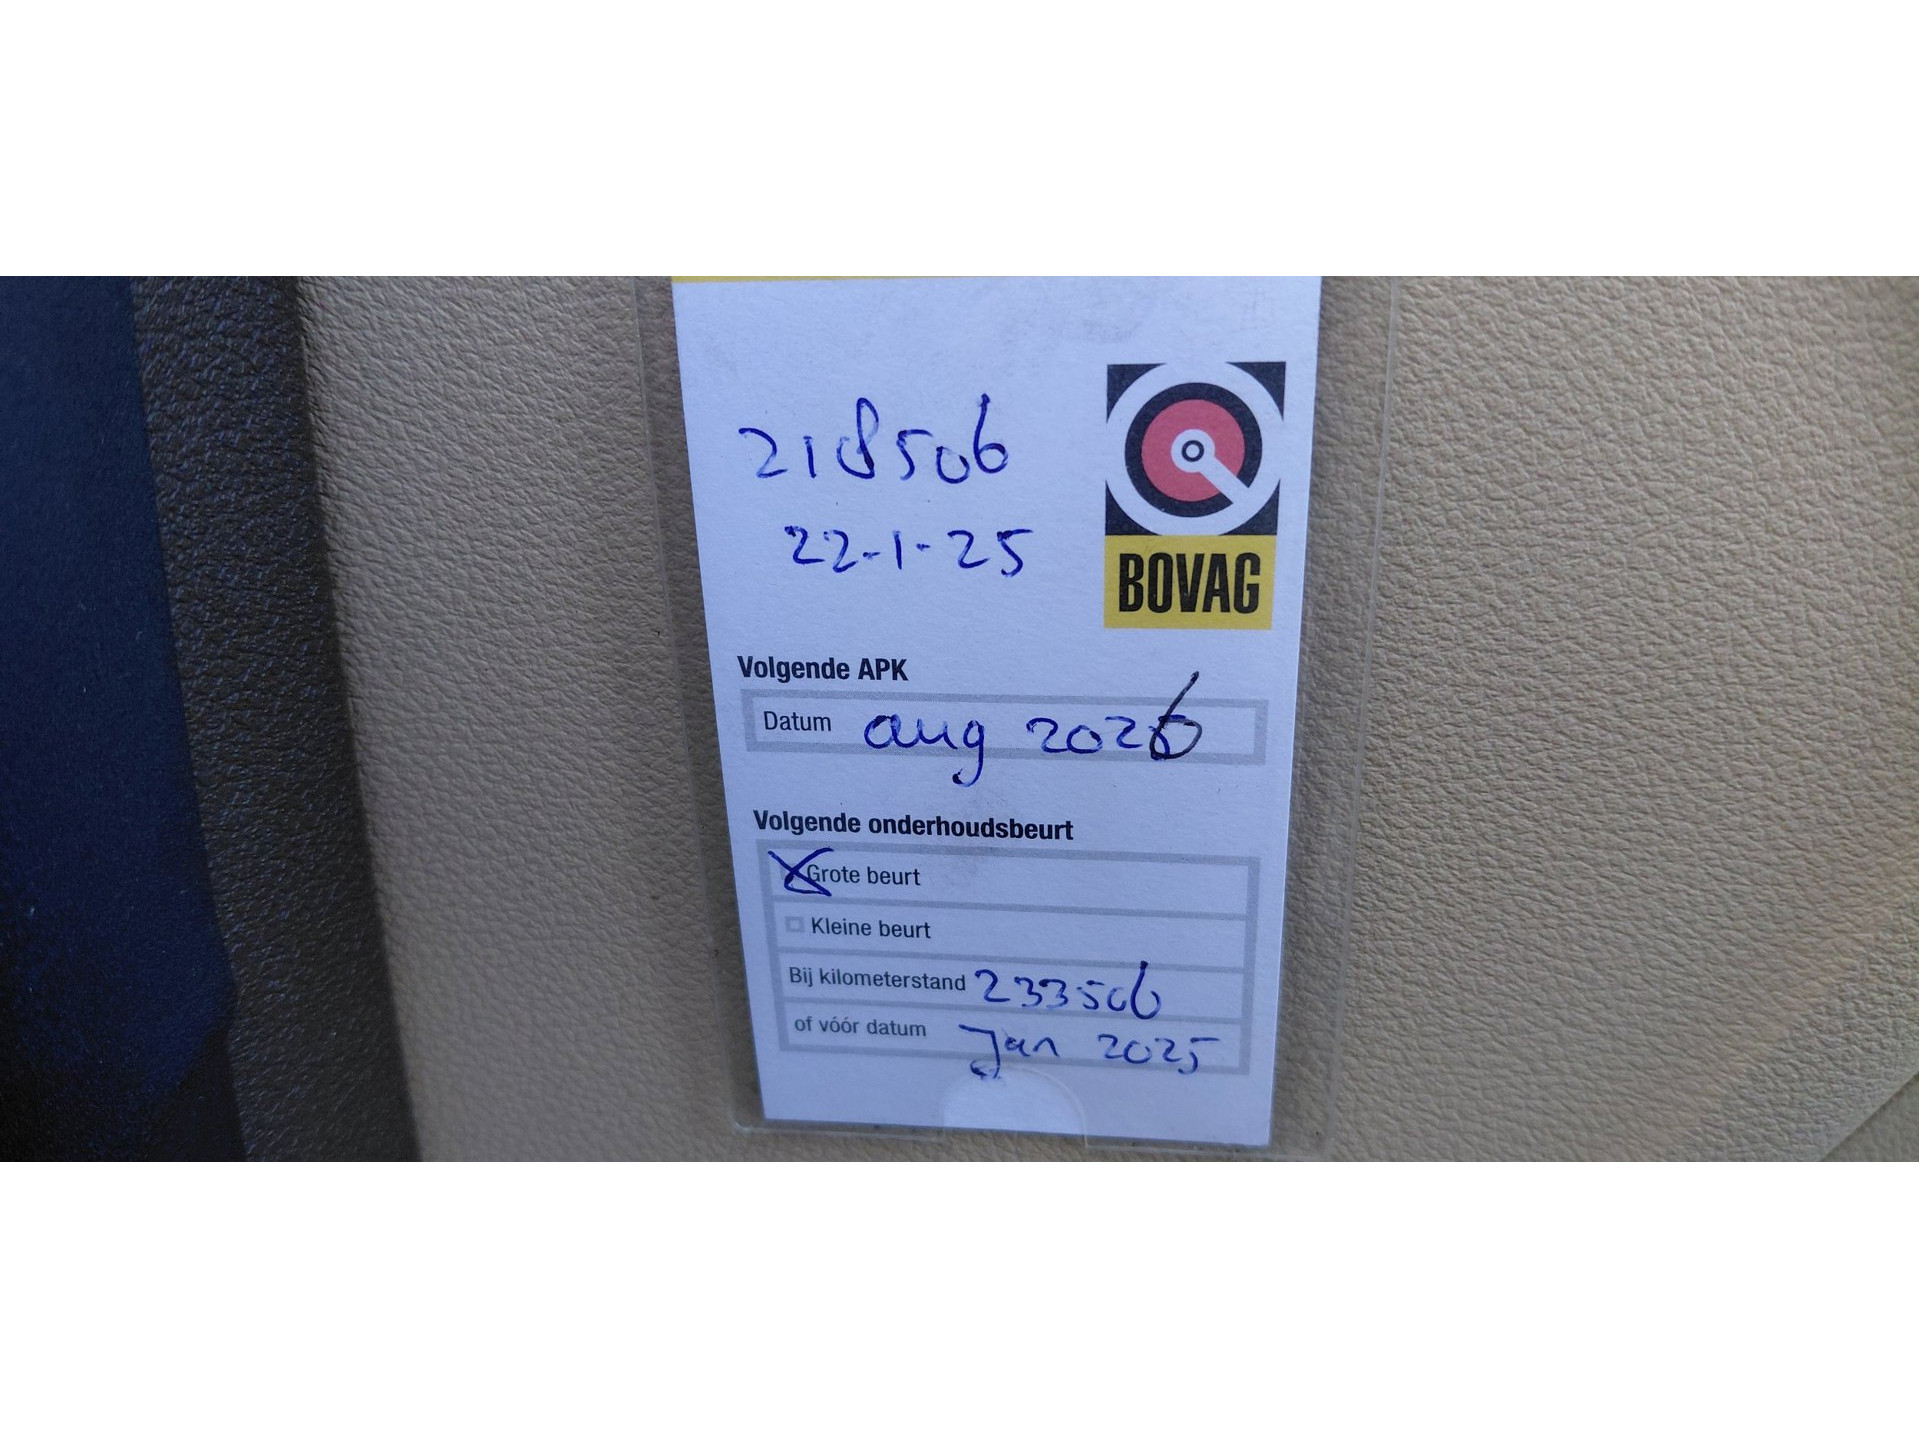 218506
22-1-25
BOVAG
Volgende APK
Datum aug 2026
Volgende onderhoudsbeurt
Grote beurt
Kleine beurt
Bij kilometerstand 233506
of vóór datum Jan 2025